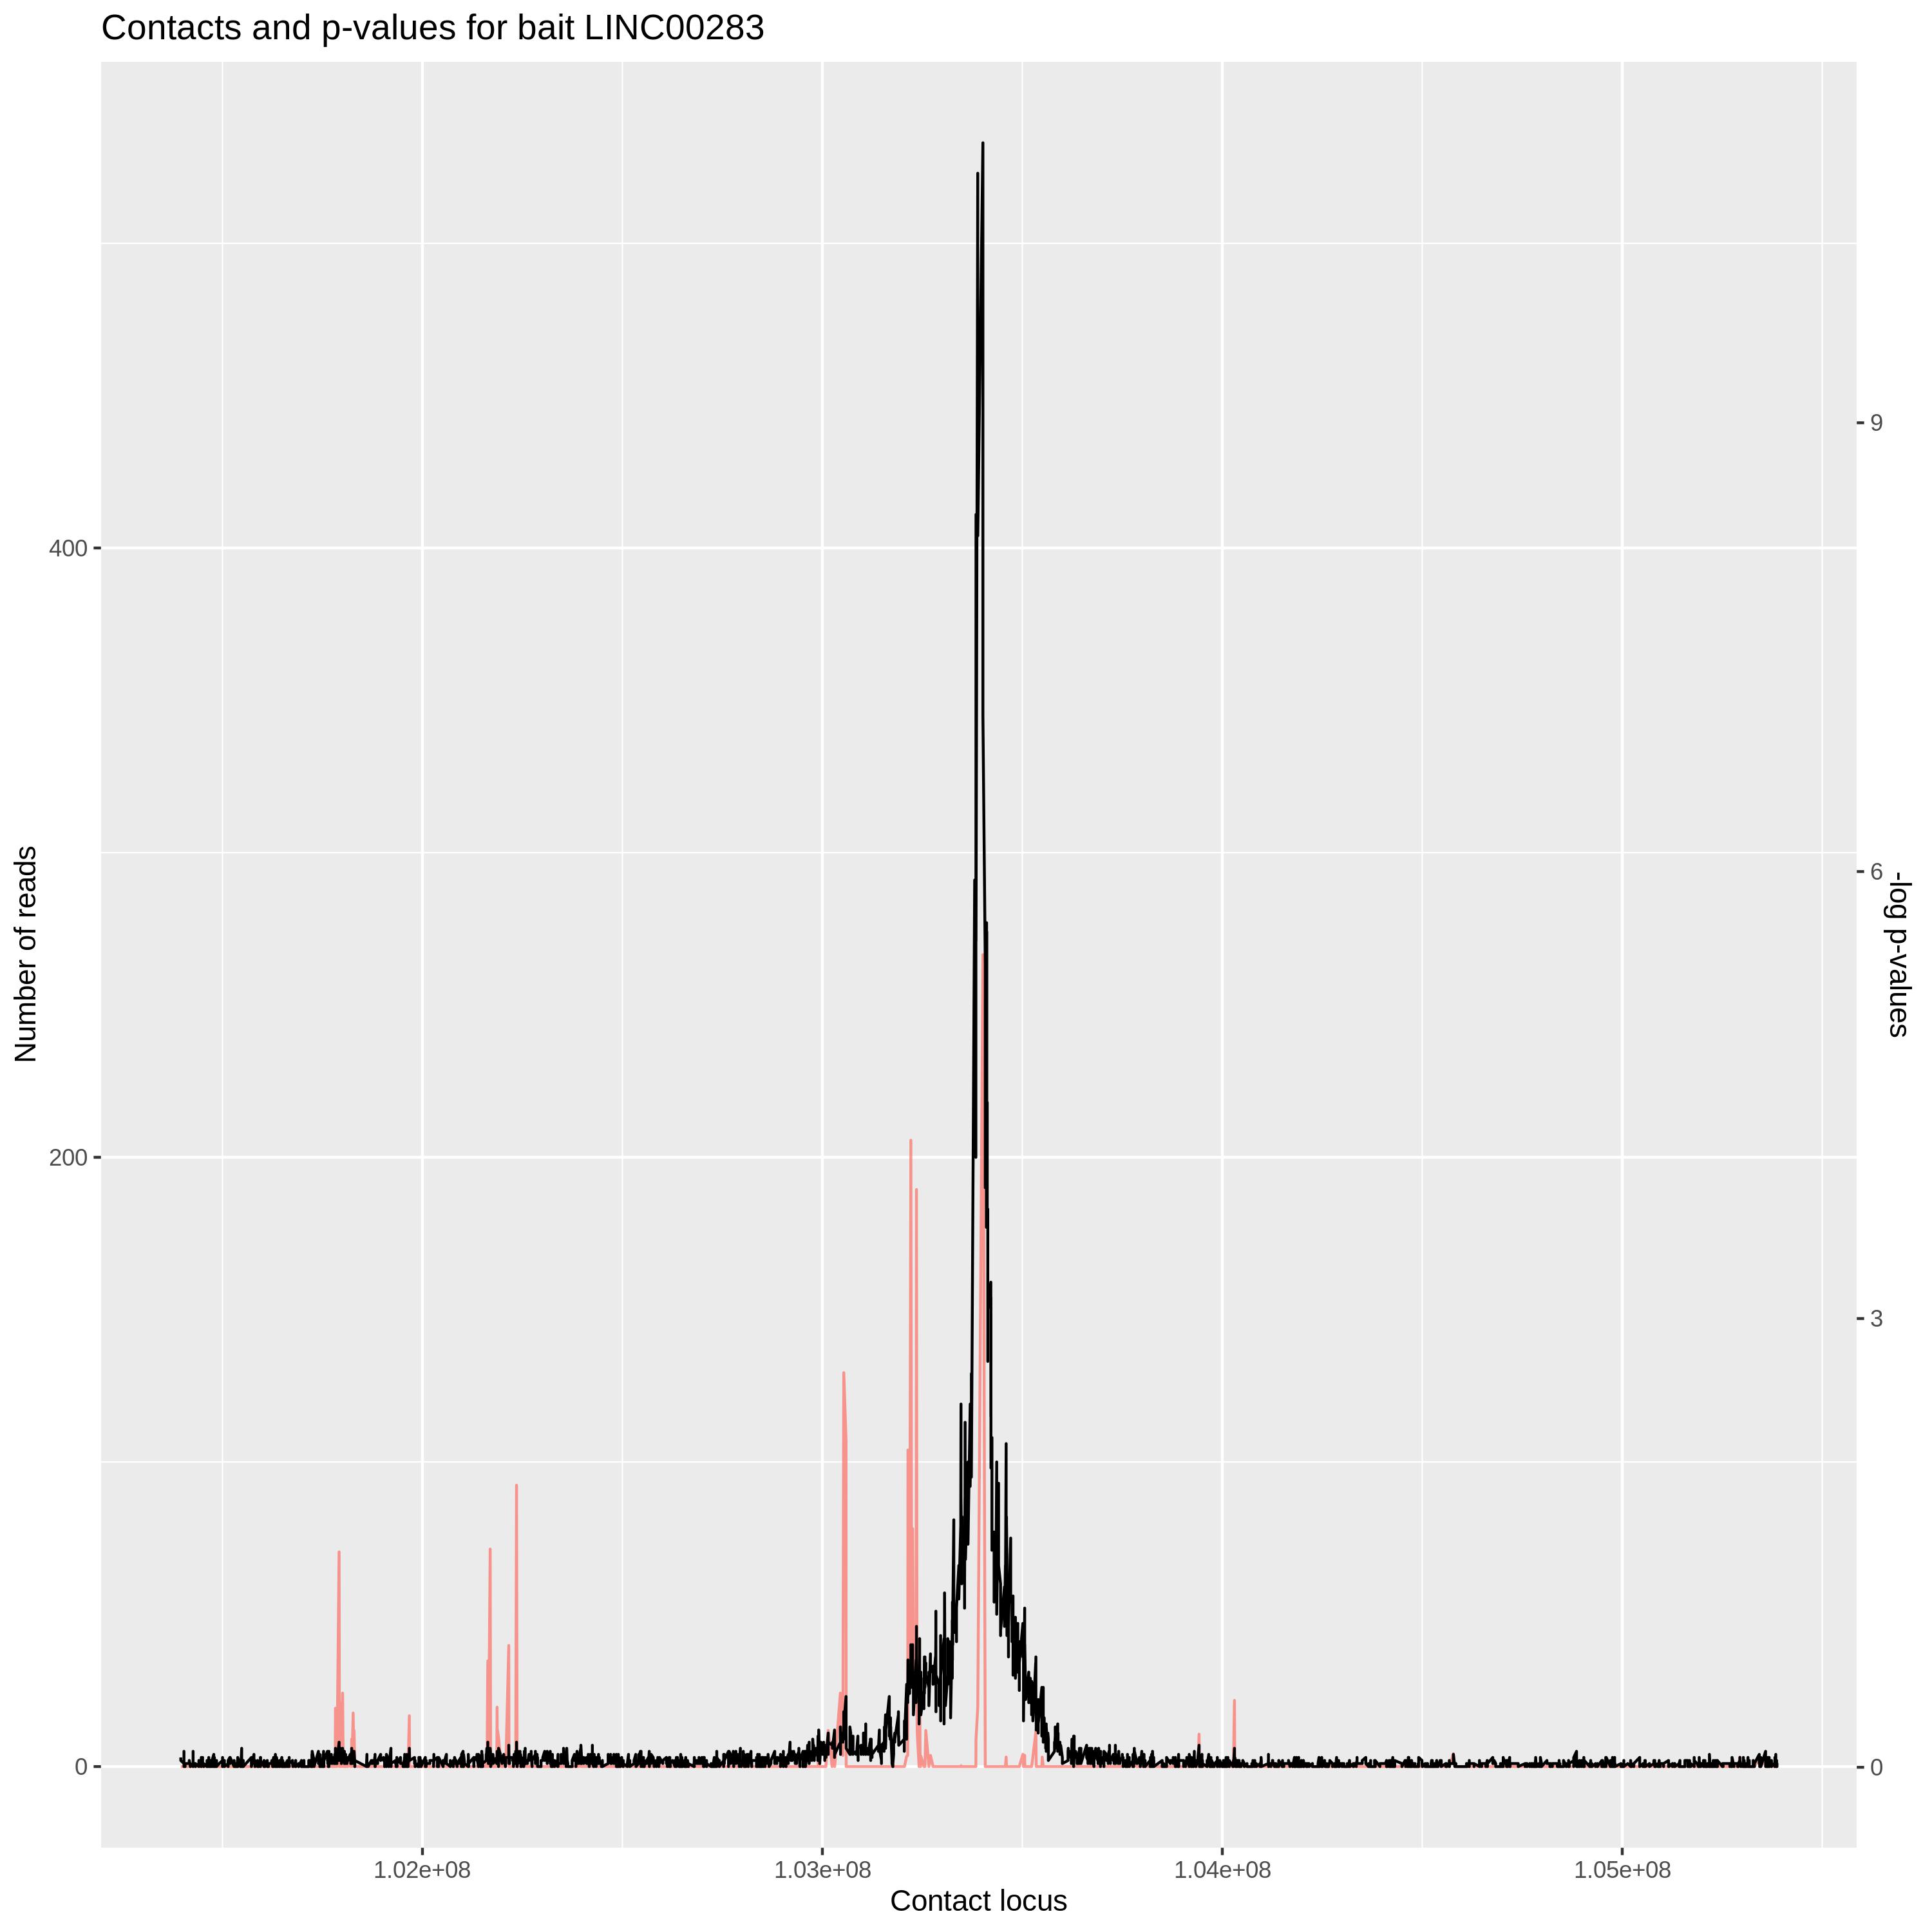 Contacts and p-values for bait LINC00283
Number of reads
400
200
0
9
6
3
0
-log p-values
1.02e+08
1.03e+08
1.04e+08
1.05e+08
Contact locus